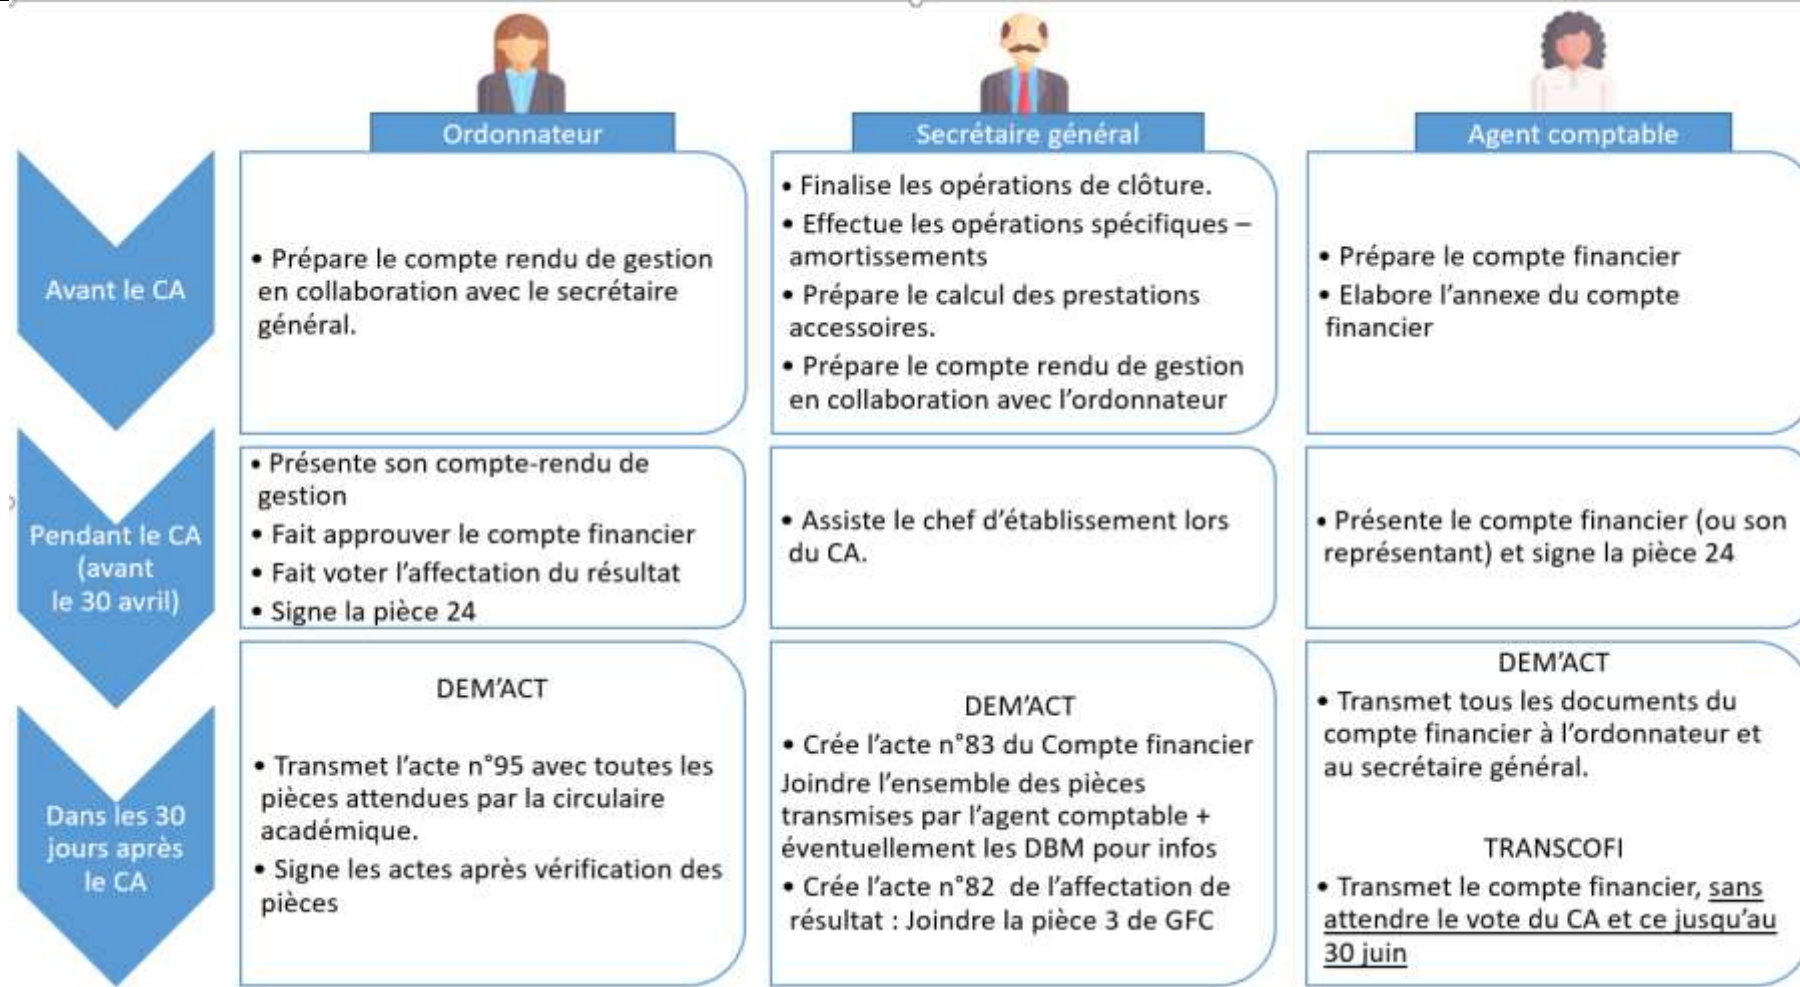 Ordonnateur
Secrétaire général
Agent comptable
Avant le CA
• Prépare le compte rendu de gestion
en collaboration avec le secrétaire
général.
• Finalise les opérations de clôture.
• Effectue les opérations spécifiques –
amortissements
• Prépare le calcul des prestations
accessoires.
• Prépare le compte rendu de gestion
en collaboration avec l’ordonnateur
• Prépare le compte financier
• Elabore l’annexe du compte
financier
Pendant le CA
(avant
le 30 avril)
• Présente son compte-rendu de
gestion
• Fait approuver le compte financier
• Fait voter l’affectation du résultat
• Signe la pièce 24
• Assiste le chef d’établissement lors
du CA.
• Présente le compte financier (ou son
représentant) et signe la pièce 24
Dans les 30
jours après
le CA
DEM’ACT
• Transmet l’acte n°95 avec toutes les
pièces attendues par la circulaire
académique.
• Signe les actes après vérification des
pièces
DEM’ACT
• Crée l’acte n°83 du Compte financier
Joindre l’ensemble des pièces
transmises par l’agent comptable +
éventuellement les DBM pour infos
• Crée l’acte n°82 de l’affectation de
résultat : Joindre la pièce 3 de GFC
DEM’ACT
• Transmet tous les documents du
compte financier à l’ordonnateur et
au secrétaire général.
TRANSCOFI
• Transmet le compte financier, sans
attendre le vote du CA et ce jusqu’au
30 juin